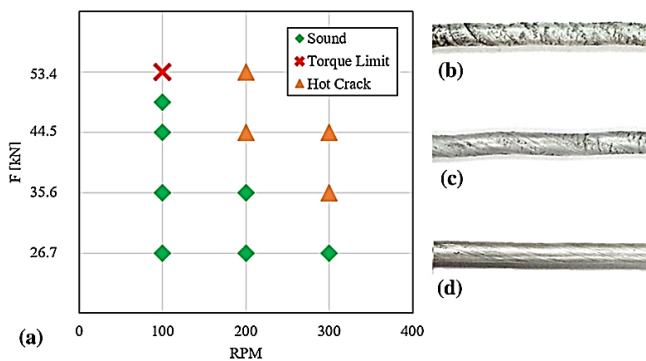 Sound
Torque Limit
Hot Crack
53.4
44.5
35.6
26.7
F [kN]
0
100
200
300
400
RPM
(a)
(b)
(c)
(d)